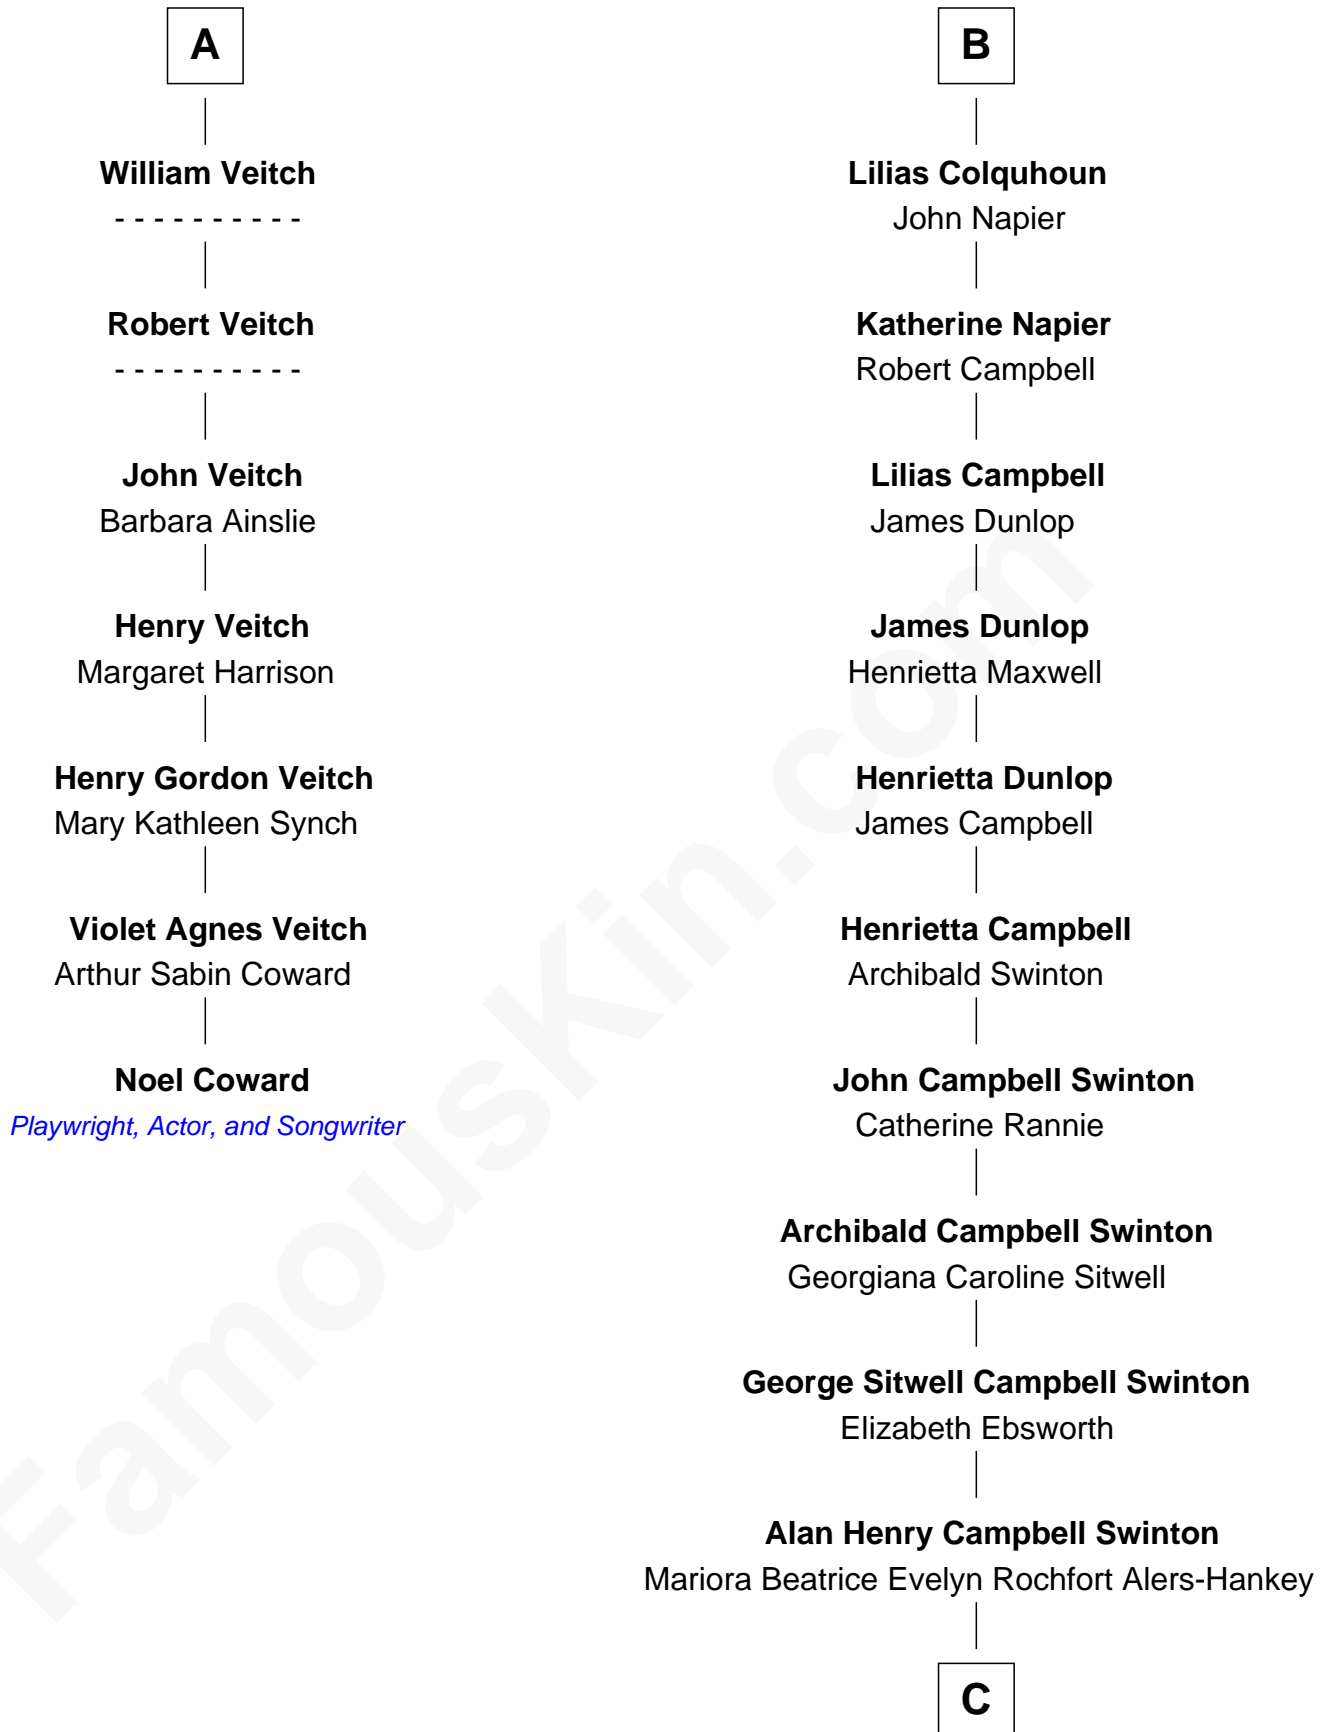 A
William Veitch
- - - - - - - - - -
Robert Veitch
- - - - - - - - - -
John Veitch
Barbara Ainslie
Henry Veitch
Margaret Harrison
Henry Gordon Veitch
Mary Kathleen Synch
Violet Agnes Veitch
Arthur Sabin Coward
Noel Coward
Playwright, Actor, and Songwriter
B
Lilias Colquhoun
John Napier
Katherine Napier
Robert Campbell
Lilias Campbell
James Dunlop
James Dunlop
Henrietta Maxwell
Henrietta Dunlop
James Campbell
Henrietta Campbell
Archibald Swinton
John Campbell Swinton
Catherine Rannie
Archibald Campbell Swinton
Georgiana Caroline Sitwell
George Sitwell Campbell Swinton
Elizabeth Ebsworth
Alan Henry Campbell Swinton
Mariora Beatrice Evelyn Rochfort Alers-Hankey
C
FamousKin.com